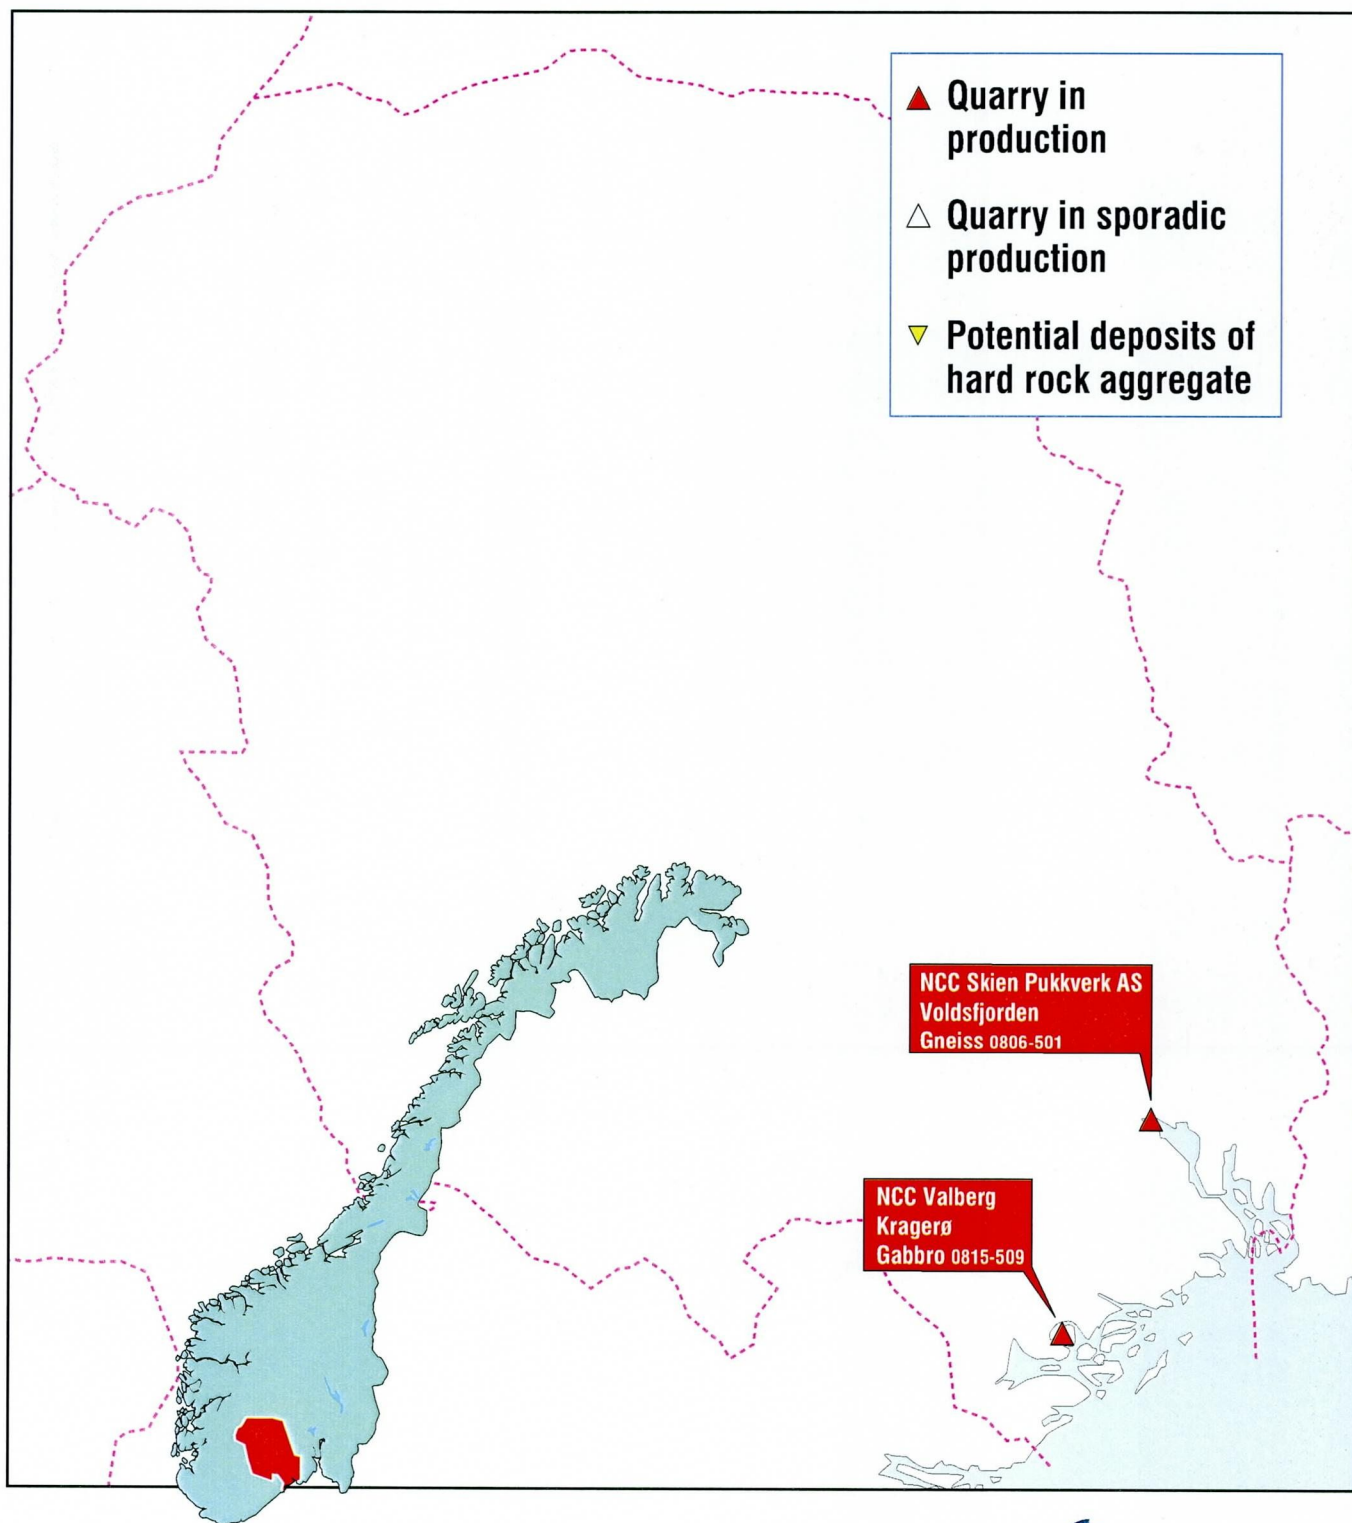 Quarry in
production
Quarry in sporadic
production
Potential deposits of
hard rock aggregate
NCC Skien Pukkverk AS
Voldsfjorden
Gneiss 0806-501
NCC Valberg
Kragerø
Gabbro 0815-509